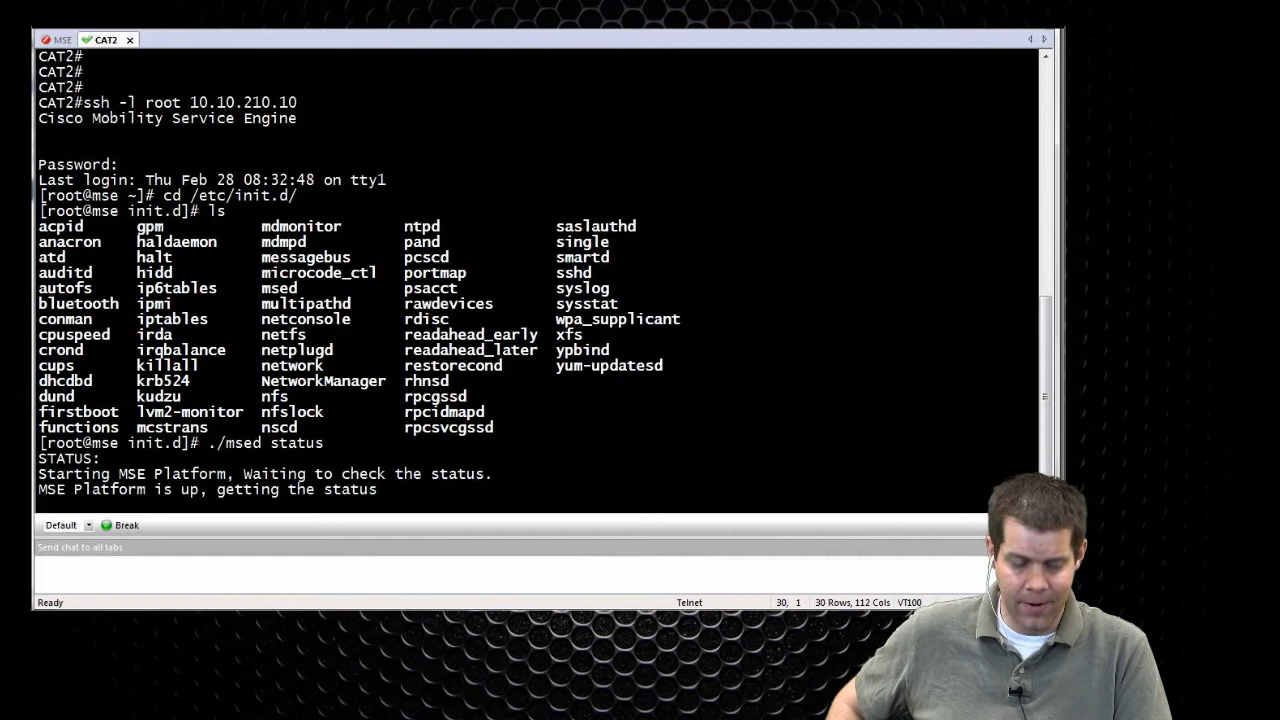 MSE CAT2
CAT2#
CAT2#
CAT2#
CAT2#ssh -l root 10.10.210.10
Cisco Mobility Service Engine
Password:
Last login: Thu Feb 28 08:32:48 on tty1
[root@mse ~]# cd /etc/init.d/
[root@mse init.d]# ls
acpid gpm mdmonitor ntpd saslauthd
anacron haldaemon mdmpd pand single
atd halt messagebus pcscd smartd
auditd hidd microcode_ctl portmap sshd
autofs ip6tables msed psacct syslog
bluetooth ipmi multipathd rawdevices sysstat
conman iptables netconsole rdisc wpa_supplicant
cpuspeed irda netfs readahead_early xfs
crond irqbalance netplugd readahead_later ypbind
cups killall network restorecond yum-updatesd
dhcdbd krb524 NetworkManager rhnsd
dund kudzu nfs rpcgssd
firstboot lvm2-monitor nfslock rpcidmapd
functions mcstrans nscd rpcsvcgssd
[root@mse init.d]# ./msed status
STATUS:
Starting MSE Platform, Waiting to check the status.
MSE Platform is up, getting the status
Default Break
Send chat to all tabs
Ready Telnet 30, 1 30 Rows, 112 Cols VT100